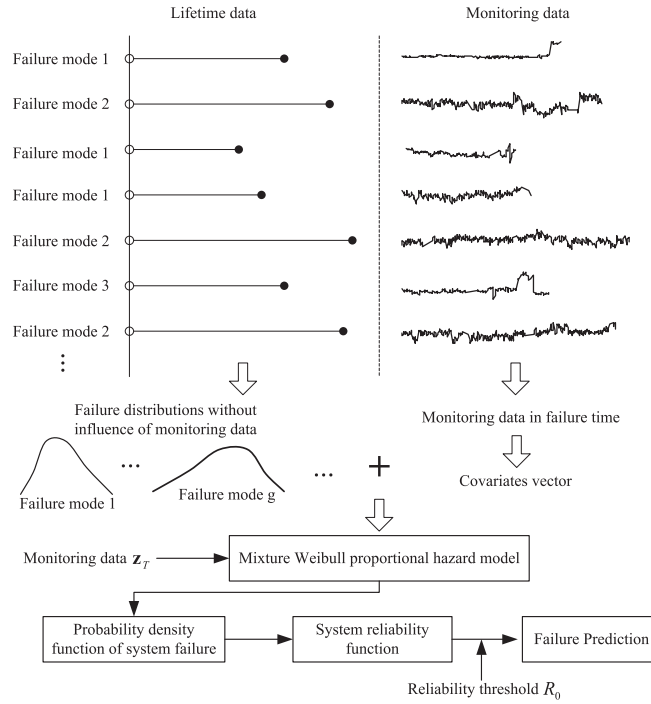 Lifetime data
Monitoring data
Failure mode 1
Failure mode 2
Failure mode 1
Failure mode 1
Failure mode 2
Failure mode 3
Failure mode 2
Failure distributions without
influence of monitoring data
Monitoring data in failure time
... ... +
Covariates vector
Failure mode 1
Failure mode g
Monitoring data z_T
Mixture Weibull proportional hazard model
Probability density
function of system failure
System reliability
function
Failure Prediction
Reliability threshold R_0